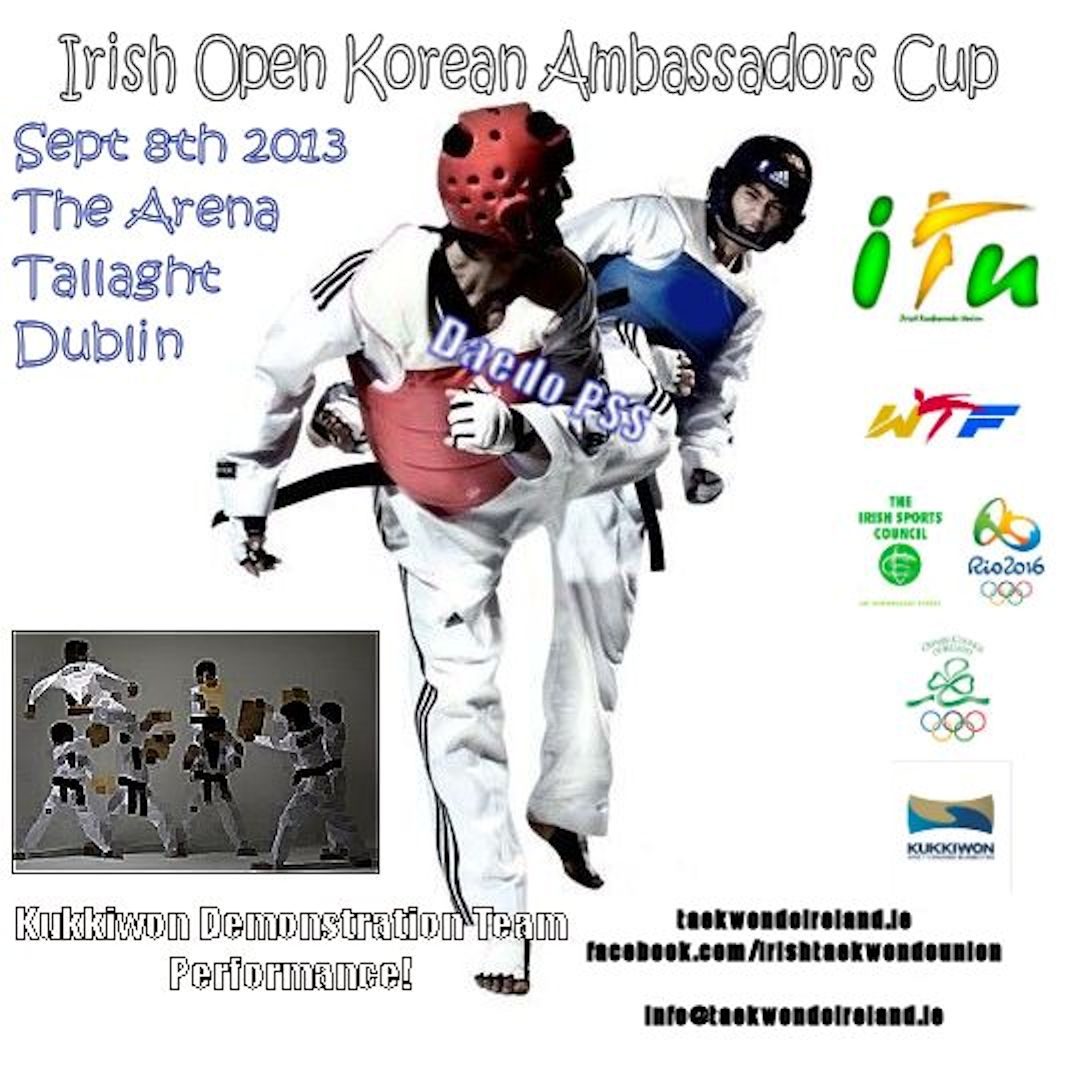 Irish Open Korean Ambassadors Cup
Sept 8th 2013
The Arena
Tallaght
Dublin
Daedo PSS
iTu
WTF
THE
IRISH SPORTS
COUNCIL
Rio2016
KUKKIWON
Kukkiwon Demonstration Team
Performance!
taekwondoireland.ie
facebook.com/irishtaekwondounion
info@taekwondoireland.ie